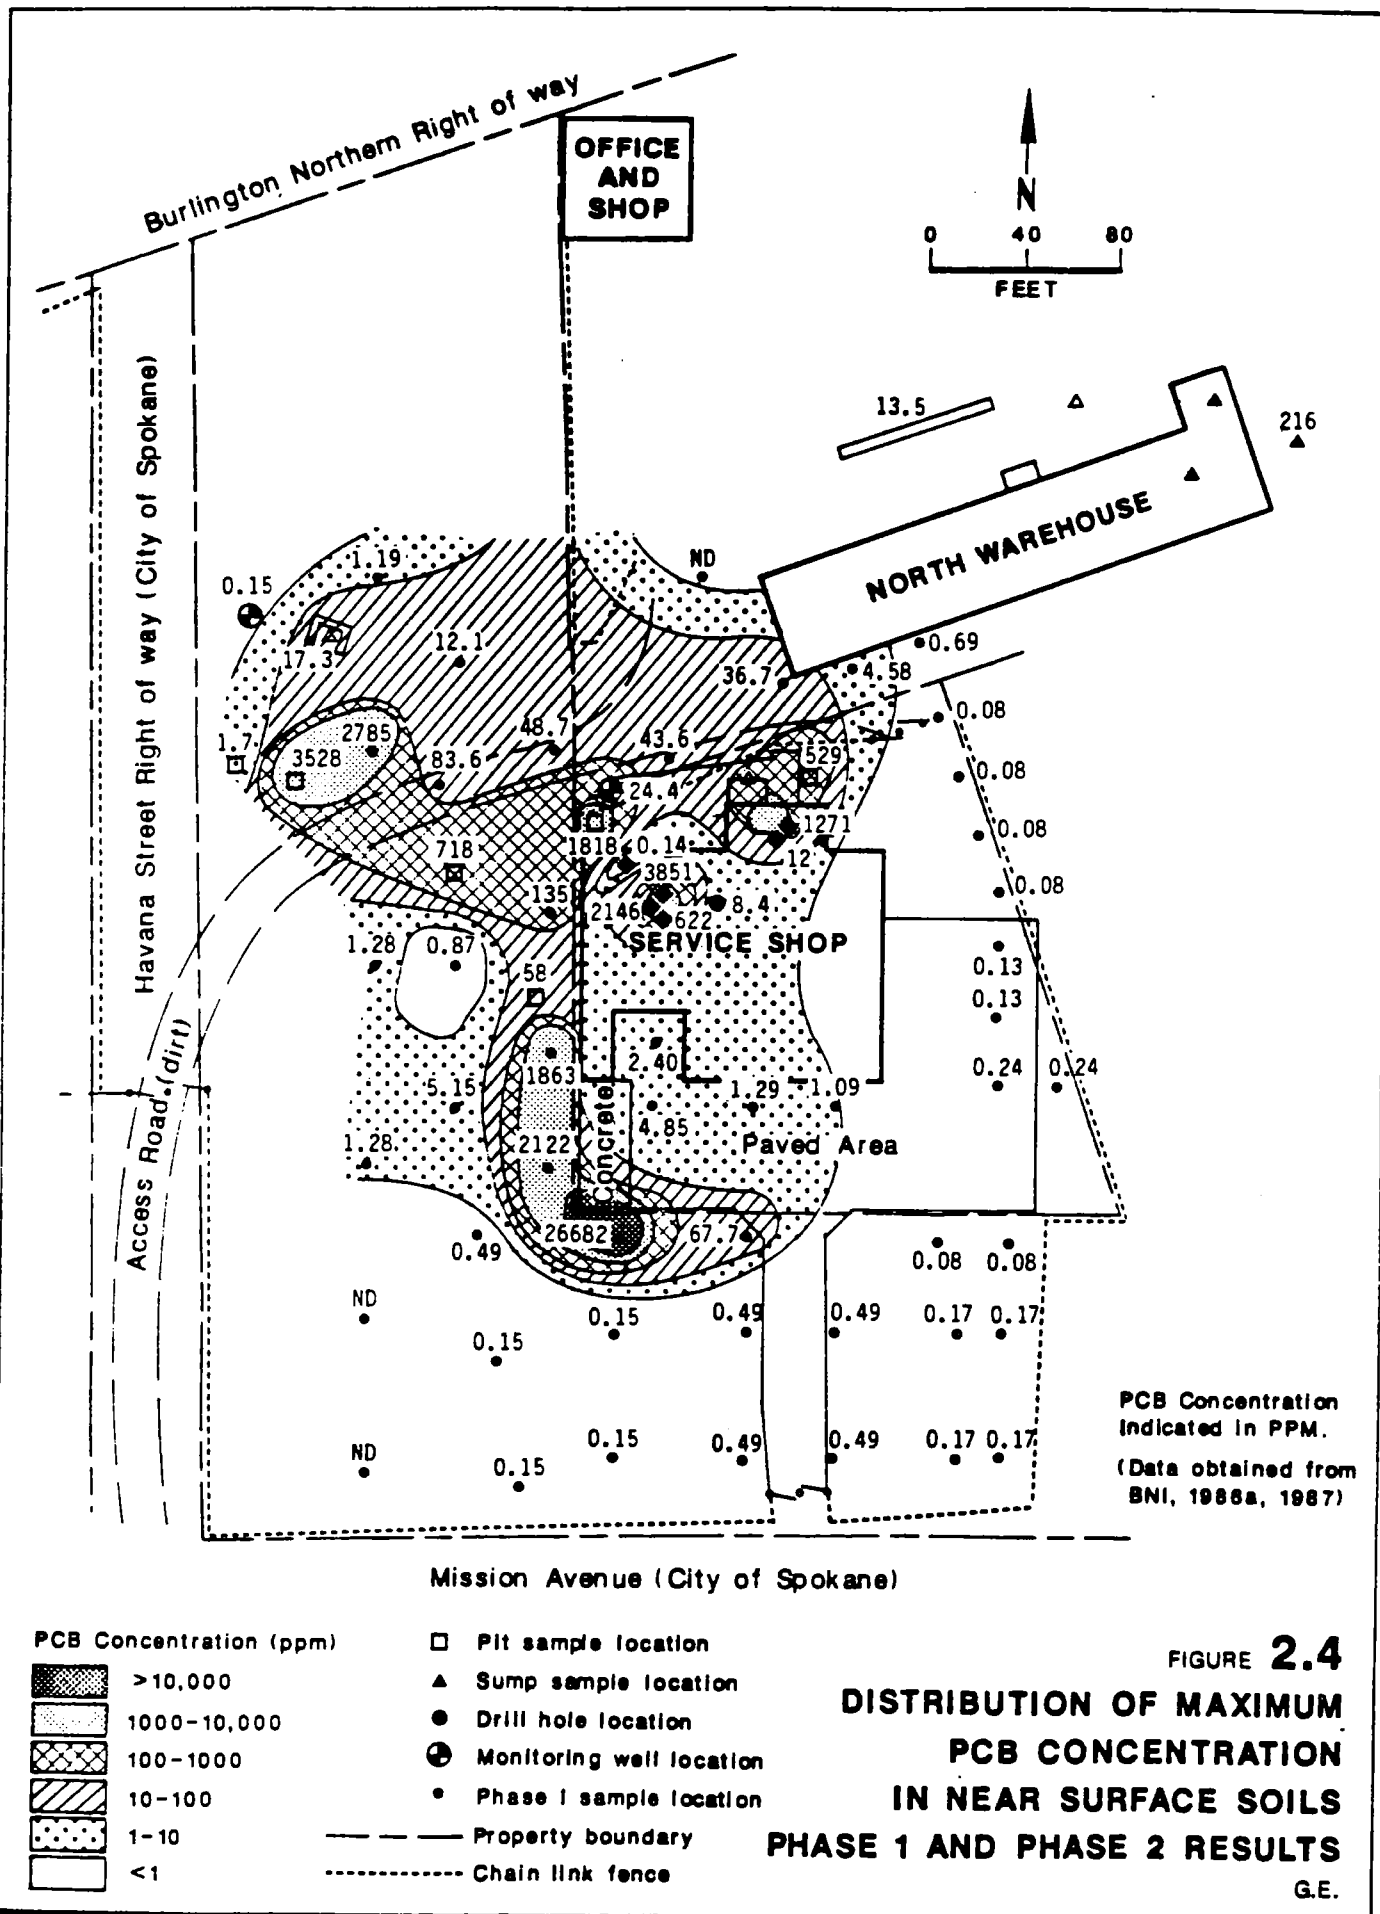 Burlington Northern Right of way
OFFICE
AND
SHOP
N
0 40 80
FEET
Havana Street Right of way (City of Spokane)
13.5
216
NORTH WAREHOUSE
ND
1.19
0.15
17.3
12.1
0.69
36.7
4.58
0.08
1.7
3528
2785
83.6
48.7
43.6
529
0.08
24.4
1271
0.08
718
1818
0.14
12
3851
0.08
135
2146
622
8.4
SERVICE SHOP
1.28
0.87
58
0.13
0.13
1863
2.40
0.24
0.24
5.15
1.29
1.09
Concrete
4.85
Paved Area
1.28
2122
Access Road (dirt)
26682
67.7
0.49
0.08
0.08
ND
0.15
0.15
0.49
0.49
0.17
0.17
PCB Concentration
Indicated in PPM.
(Data obtained from
BNI, 1986a, 1987)
ND
0.15
0.15
0.49
0.49
0.17
0.17
Mission Avenue (City of Spokane)
PCB Concentration (ppm)
>10,000
1000-10,000
100-1000
10-100
1-10
<1
Pit sample location
Sump sample location
Drill hole location
Monitoring well location
Phase 1 sample location
Property boundary
Chain link fence
FIGURE 2.4
DISTRIBUTION OF MAXIMUM
PCB CONCENTRATION
IN NEAR SURFACE SOILS
PHASE 1 AND PHASE 2 RESULTS
G.E.